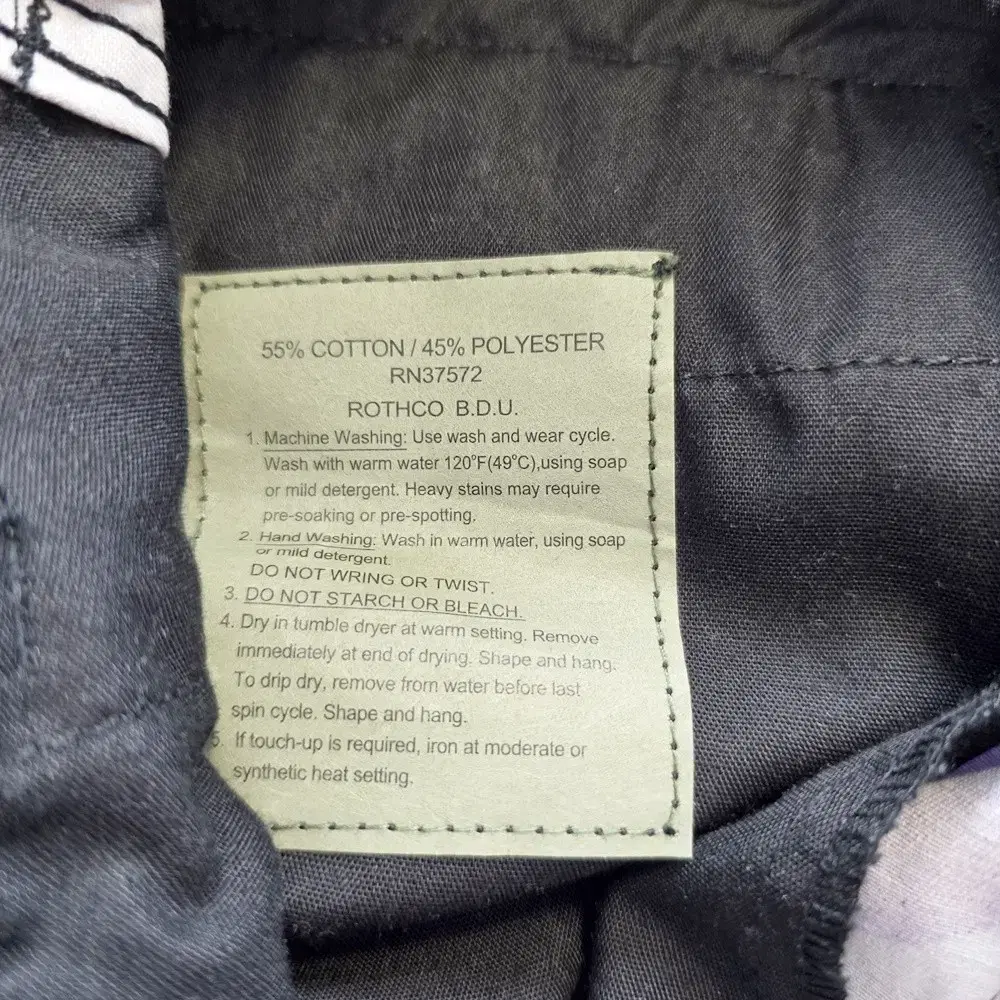 55% COTTON / 45% POLYESTER
RN37572
ROTHCO B.D.U.
1. Machine Washing: Use wash and wear cycle.
Wash with warm water 120°F(49°C),using soap
or mild detergent. Heavy stains may require
pre-soaking or pre-spotting.
2. Hand Washing: Wash in warm water, using soap
or mild detergent.
DO NOT WRING OR TWIST.
3. DO NOT STARCH OR BLEACH.
4. Dry in tumble dryer at warm setting. Remove
immediately at end of drying. Shape and hang.
To drip dry, remove from water before last
spin cycle. Shape and hang.
5. If touch-up is required, iron at moderate or
synthetic heat setting.